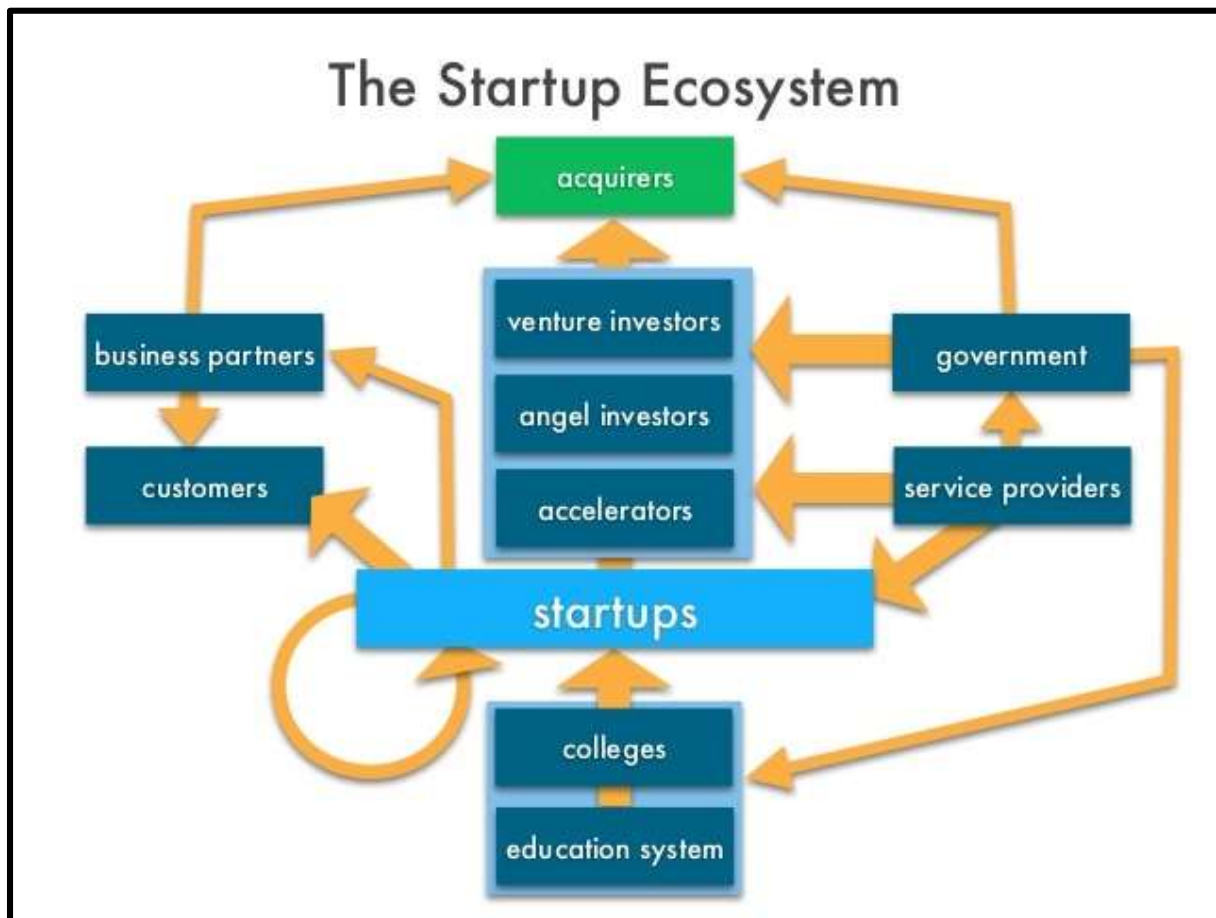 The Startup Ecosystem
acquirers
venture investors
business partners
government
angel investors
customers
service providers
accelerators
startups
colleges
education system